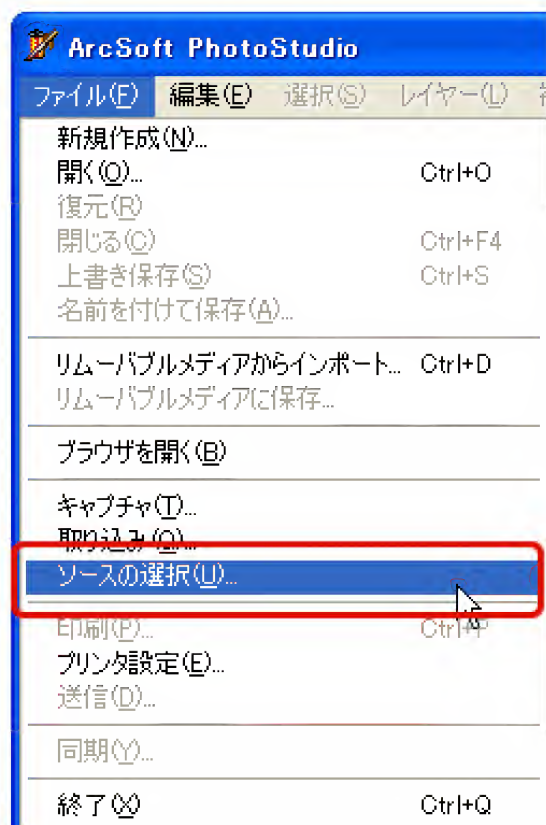 ArcSoft PhotoStudio
ファイル(F) 編集(E) 選択(S) レイヤー(L)
新規作成(N)...
開く(O)... Ctrl+O
復元(R)
閉じる(C) Ctrl+F4
上書き保存(S) Ctrl+S
名前を付けて保存(A)...
リムーバブルメディアからインポート... Ctrl+D
リムーバブルメディアに保存...
ブラウザを開く(B)
キャプチャ(T)...
取り込み(Q)...
ソースの選択(U)...
印刷(P)... Ctrl+P
プリンタ設定(E)...
送信(D)...
同期(Y)...
終了(X) Ctrl+Q